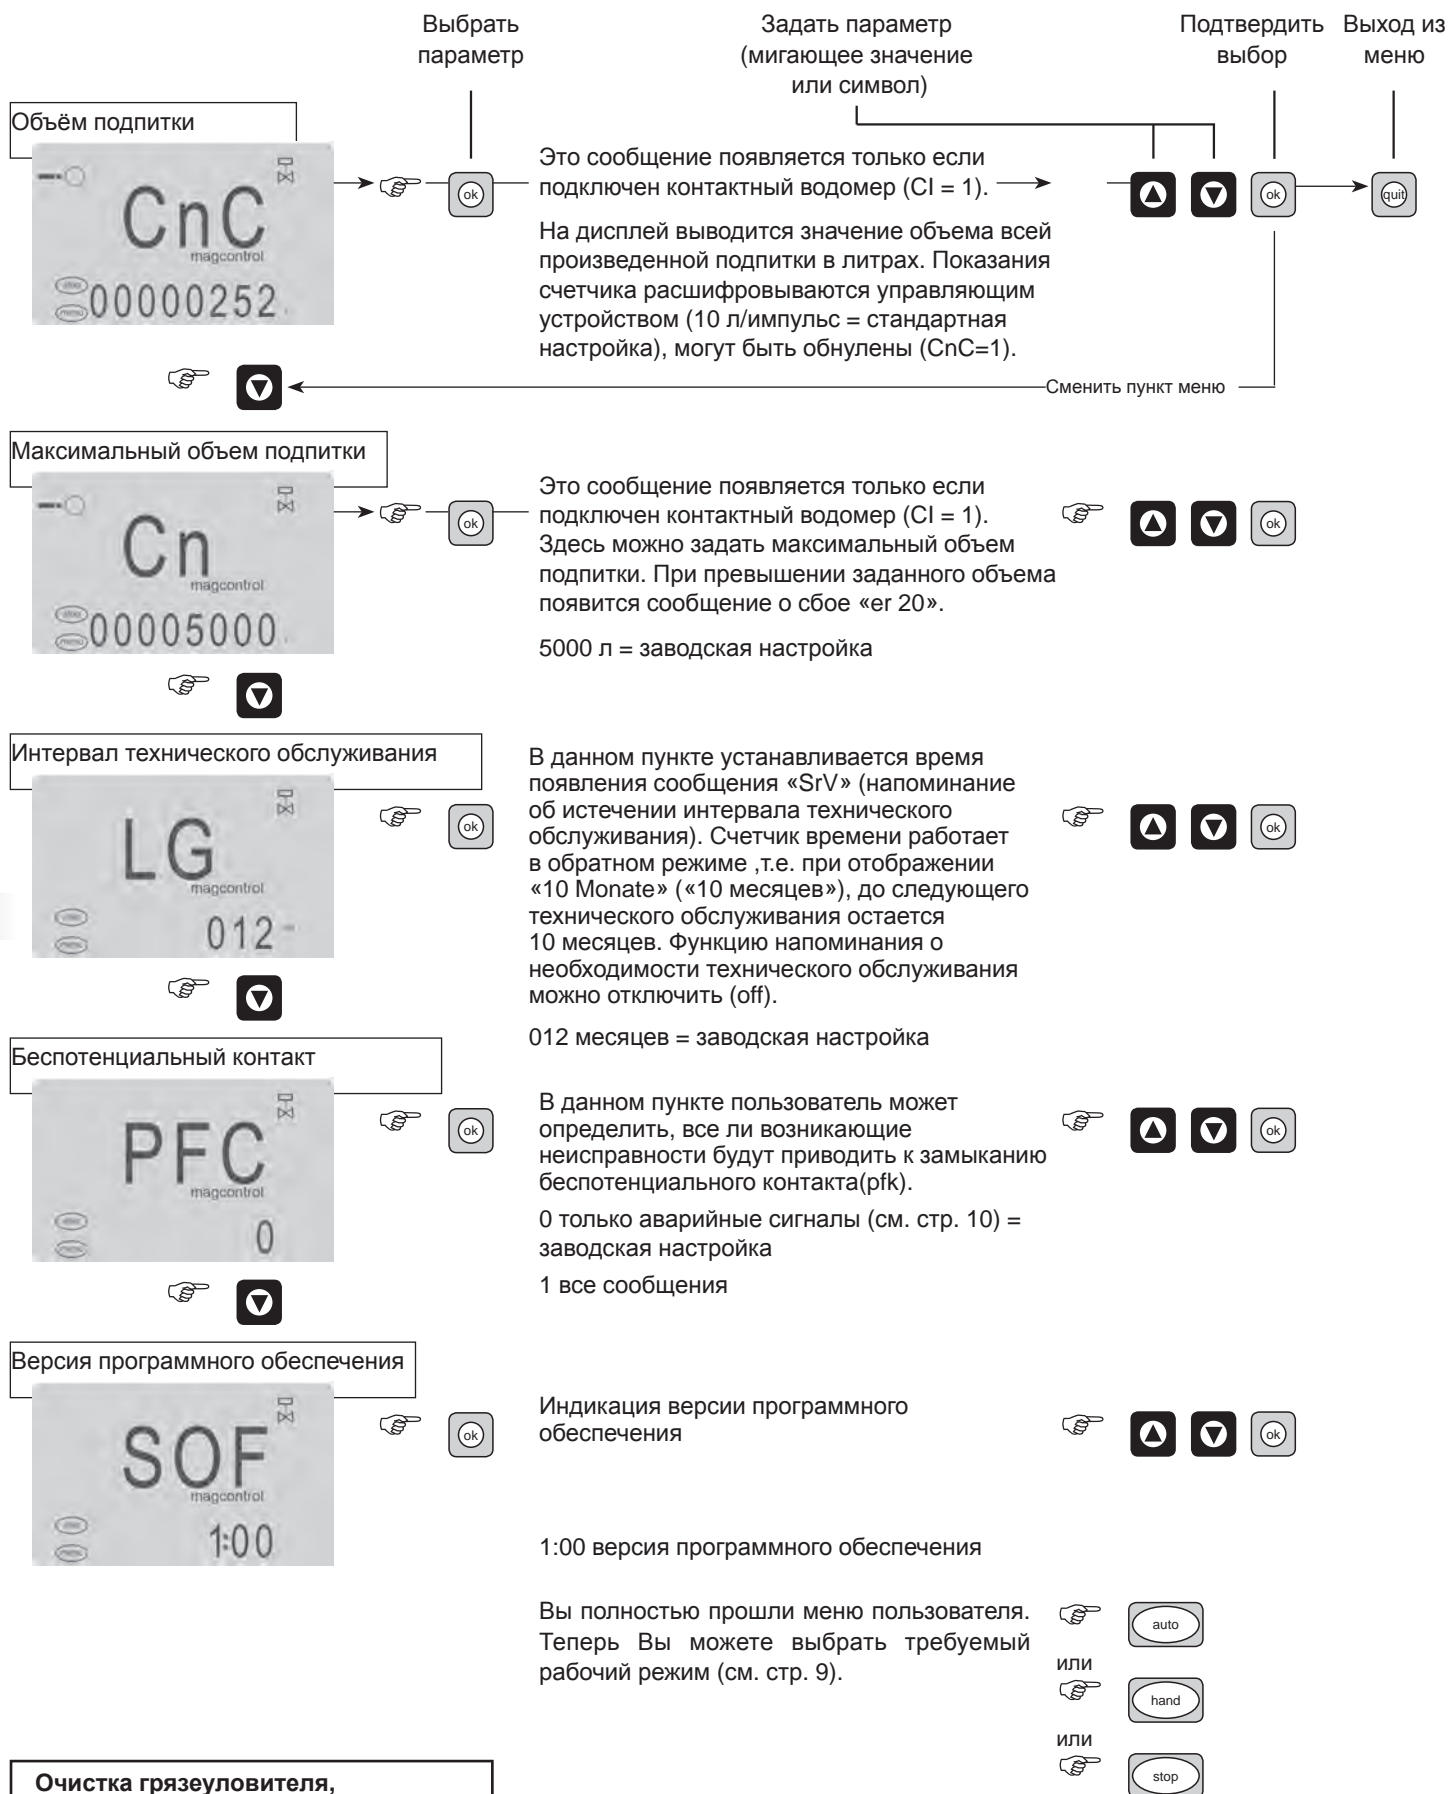 Выбрать
параметр
Задать параметр
(мигающее значение
или символ)
Подтвердить
выбор
Выход из
меню
Объём подпитки
CnC
magcontrol
stop
menu
00000252
ok
Это сообщение появляется только если
подключен контактный водомер (CI = 1).
На дисплей выводится значение объема всей
произведенной подпитки в литрах. Показания
счетчика расшифровываются управляющим
устройством (10 л/импульс = стандартная
настройка), могут быть обнулены (CnC=1).
ok
quit
Сменить пункт меню
Максимальный объем подпитки
Cn
magcontrol
stop
menu
00005000
ok
Это сообщение появляется только если
подключен контактный водомер (CI = 1).
Здесь можно задать максимальный объем
подпитки. При превышении заданного объема
появится сообщение о сбое «er 20».
5000 л = заводская настройка
ok
Интервал технического обслуживания
LG
magcontrol
stop
menu
012
ok
В данном пункте устанавливается время
появления сообщения «SrV» (напоминание
об истечении интервала технического
обслуживания). Счетчик времени работает
в обратном режиме ,т.е. при отображении
«10 Monate» («10 месяцев»), до следующего
технического обслуживания остается
10 месяцев. Функцию напоминания о
необходимости технического обслуживания
можно отключить (off).
012 месяцев = заводская настройка
ok
Беспотенциальный контакт
PFC
magcontrol
stop
menu
0
ok
В данном пункте пользователь может
определить, все ли возникающие
неисправности будут приводить к замыканию
беспотенциального контакта(pfk).
0 только аварийные сигналы (см. стр. 10) =
заводская настройка
1 все сообщения
ok
Версия программного обеспечения
SOF
magcontrol
stop
menu
1:00
ok
Индикация версии программного
обеспечения
1:00 версия программного обеспечения
ok
Вы полностью прошли меню пользователя.
Теперь Вы можете выбрать требуемый
рабочий режим (см. стр. 9).
auto
или
hand
или
stop
Очистка грязеуловителя,